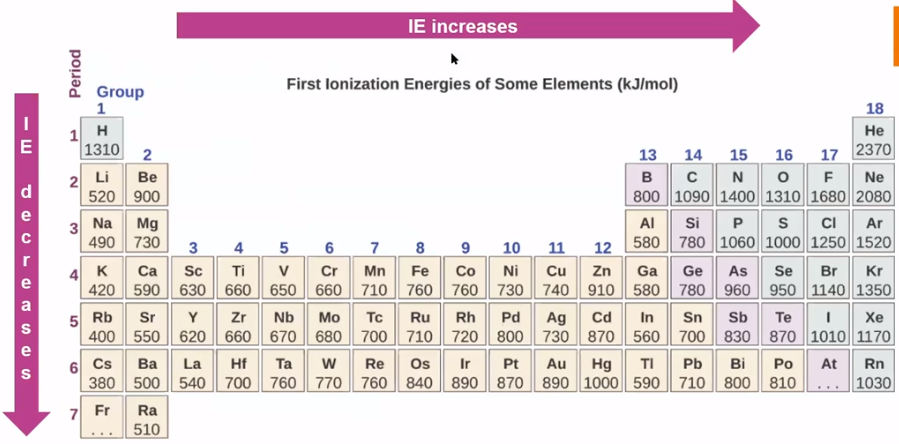 IE increases
First Ionization Energies of Some Elements (kJ/mol)
Period
Group
IE decreases
1 18
1 H He
1310 2370
2 13 14 15 16 17
2 Li Be B C N O F Ne
520 900 800 1090 1400 1310 1680 2080
3 Na Mg Al Si P S Cl Ar
490 730 580 780 1060 1000 1250 1520
3 4 5 6 7 8 9 10 11 12
4 K Ca Sc Ti V Cr Mn Fe Co Ni Cu Zn Ga Ge As Se Br Kr
420 590 630 660 650 660 710 760 760 730 740 910 580 780 960 950 1140 1350
5 Rb Sr Y Zr Nb Mo Tc Ru Rh Pd Ag Cd In Sn Sb Te I Xe
400 550 620 660 670 680 700 710 720 800 730 870 560 700 830 870 1010 1170
6 Cs Ba La Hf Ta W Re Os Ir Pt Au Hg Tl Pb Bi Po At Rn
380 500 540 700 760 770 760 840 890 870 890 1000 590 710 800 810 ... 1030
7 Fr Ra
... 510